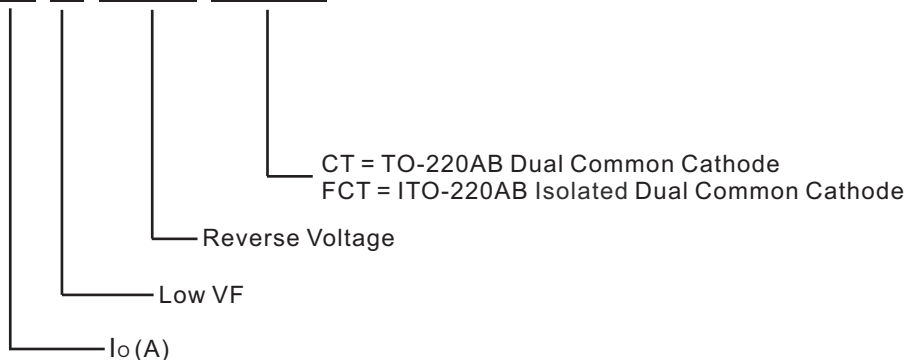 CT = TO-220AB Dual Common Cathode
FCT = ITO-220AB Isolated Dual Common Cathode
Reverse Voltage
Low VF
Io (A)